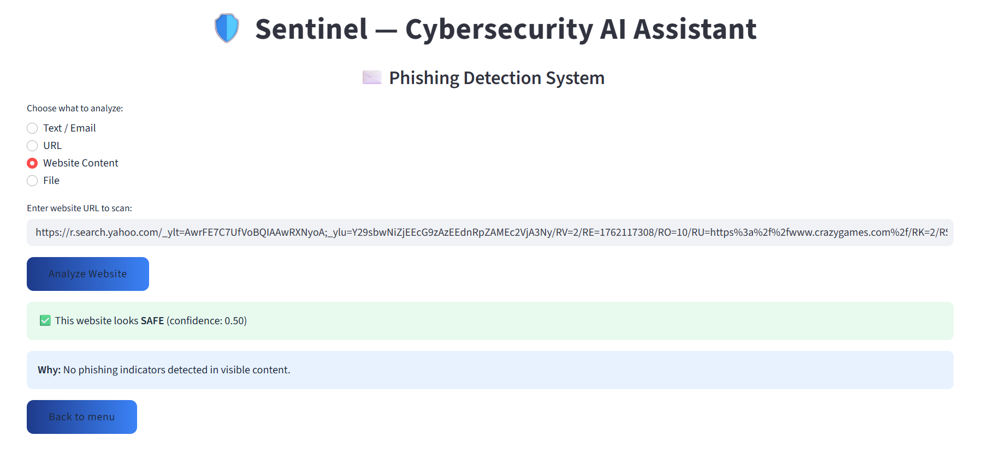 Sentinel — Cybersecurity AI Assistant
Phishing Detection System
Choose what to analyze:
Text / Email
URL
Website Content
File
Enter website URL to scan:
https://r.search.yahoo.com/_ylt=AwrFE7C7UfVoBQIAAwRXNyoA;_ylu=Y29sbwNiZjEEcG9zAzEEdnRpZAMEc2VjA3Ny/RV=2/RE=1762117308/RO=10/RU=https%3a%2f%2fwww.crazygames.com%2f/RK=2/RS
Analyze Website
This website looks SAFE (confidence: 0.50)
Why: No phishing indicators detected in visible content.
Back to menu